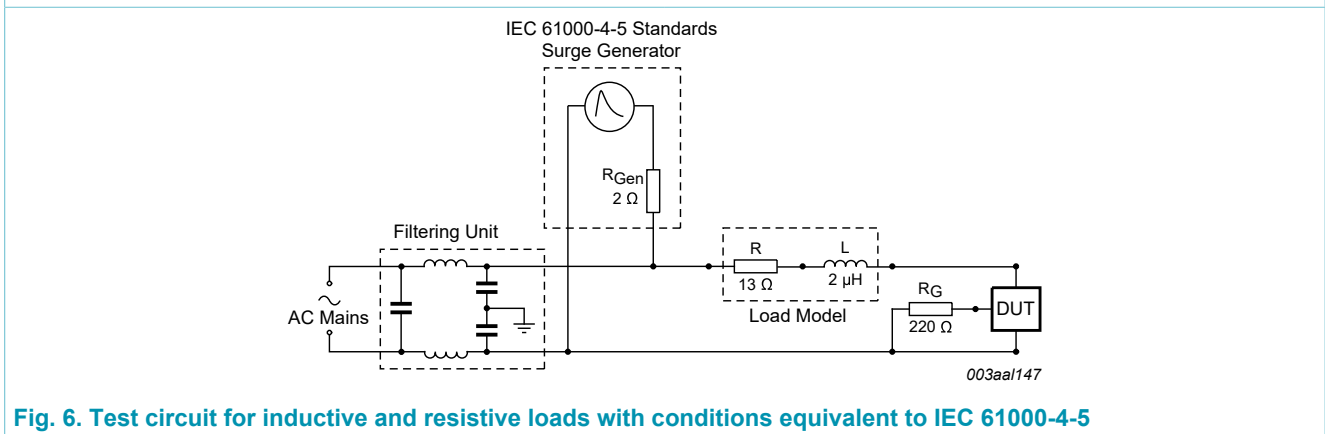 IEC 61000-4-5 Standards
Surge Generator
RGen
2 Ω
Filtering Unit
AC Mains
R
13 Ω
L
2 μH
Load Model
RG
220 Ω
DUT
003aal147
Fig. 6. Test circuit for inductive and resistive loads with conditions equivalent to IEC 61000-4-5